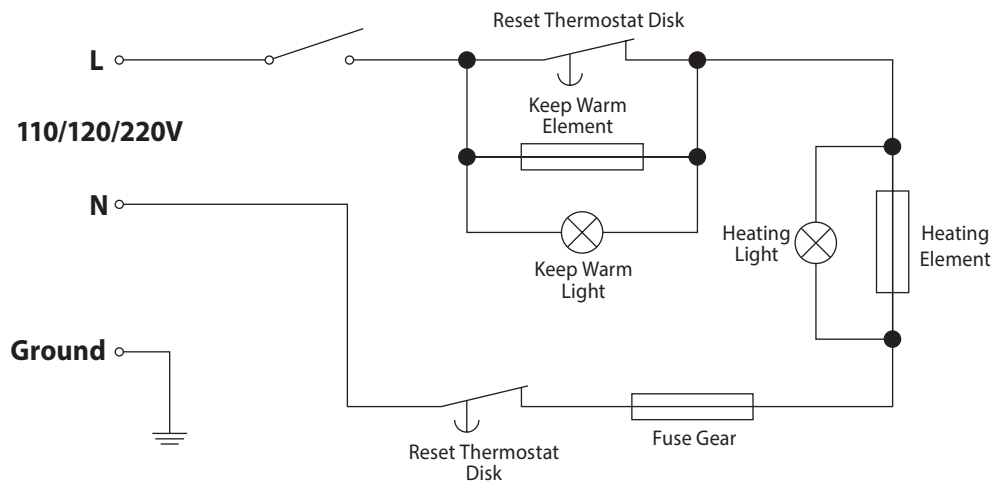 Reset Thermostat Disk
L
Keep Warm
Element
110/120/220V
N
Heating
Light
Heating
Element
Keep Warm
Light
Ground
Fuse Gear
Reset Thermostat
Disk